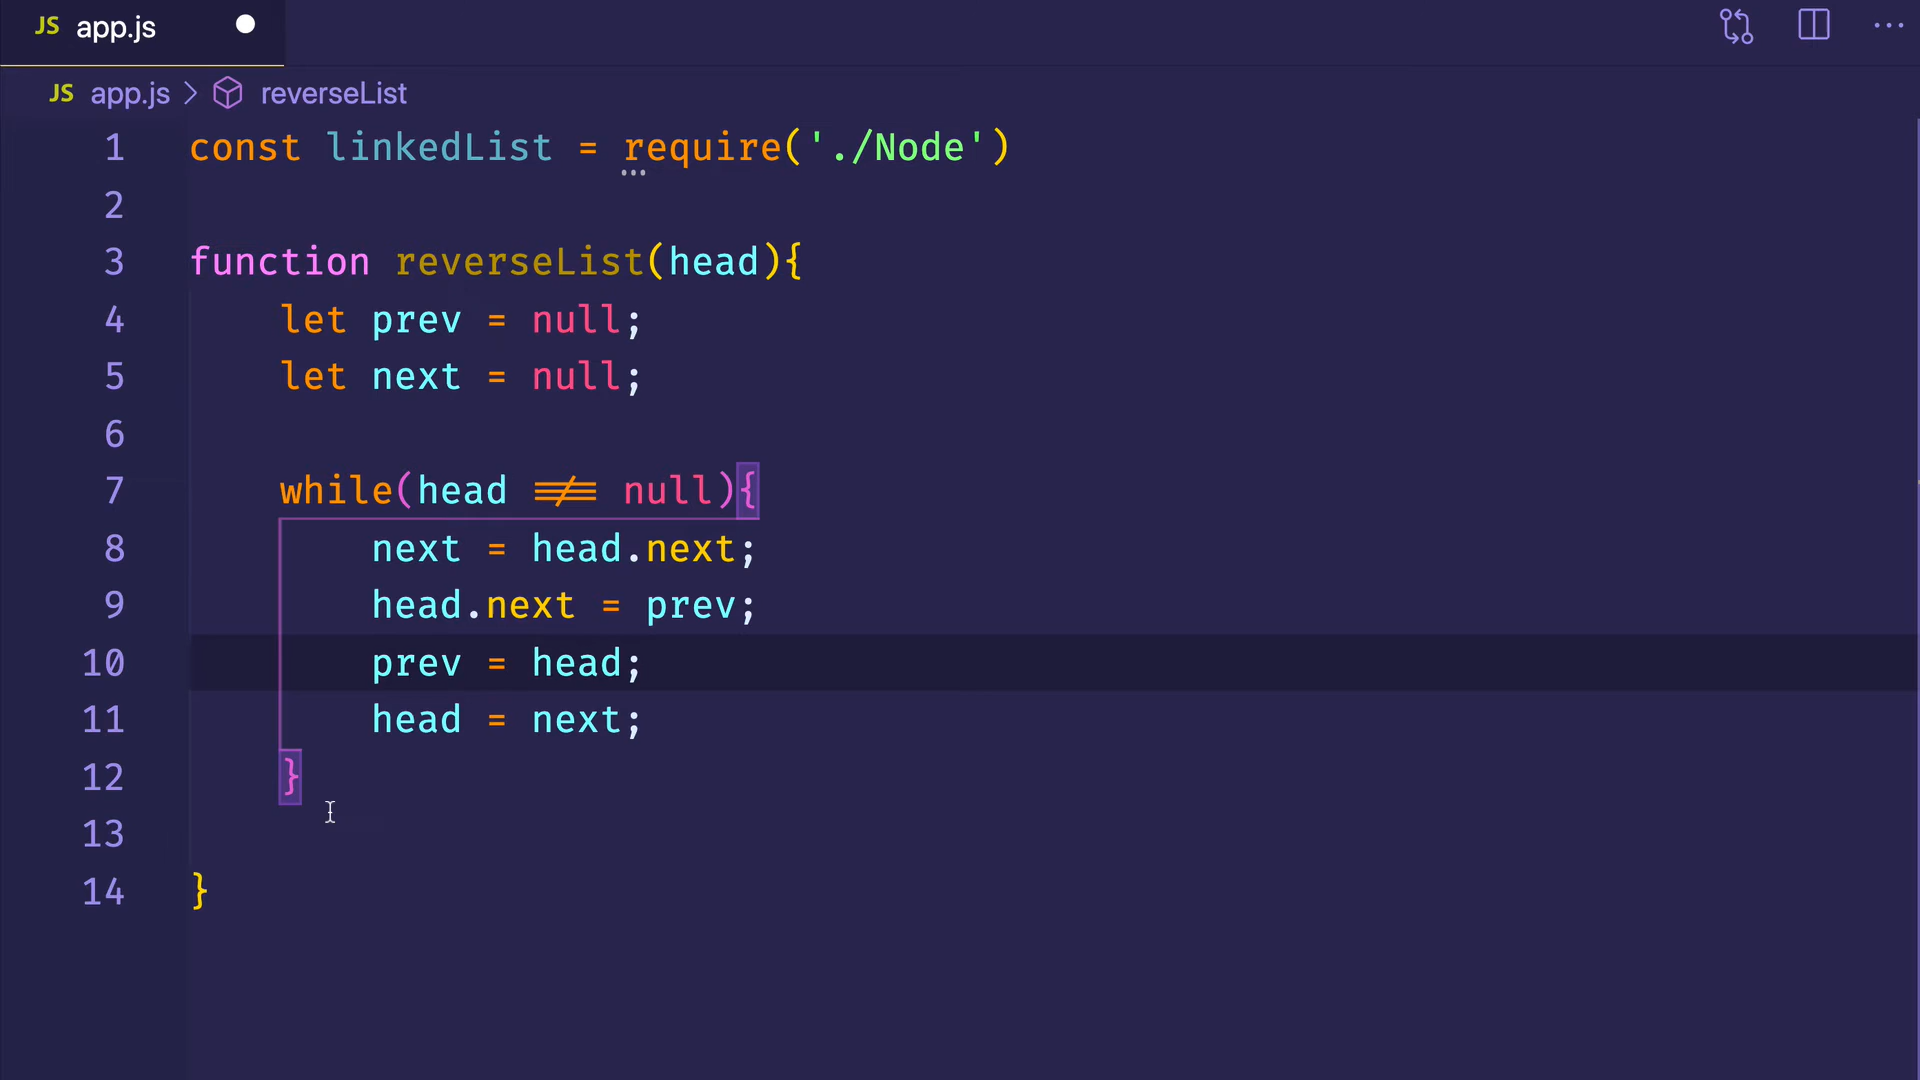 JS app.js
JS app.js > reverseList
1 const linkedList = require('./Node')
2
3 function reverseList(head){
4     let prev = null;
5     let next = null;
6
7     while(head !== null){
8         next = head.next;
9         head.next = prev;
10         prev = head;
11         head = next;
12     }
13
14 }